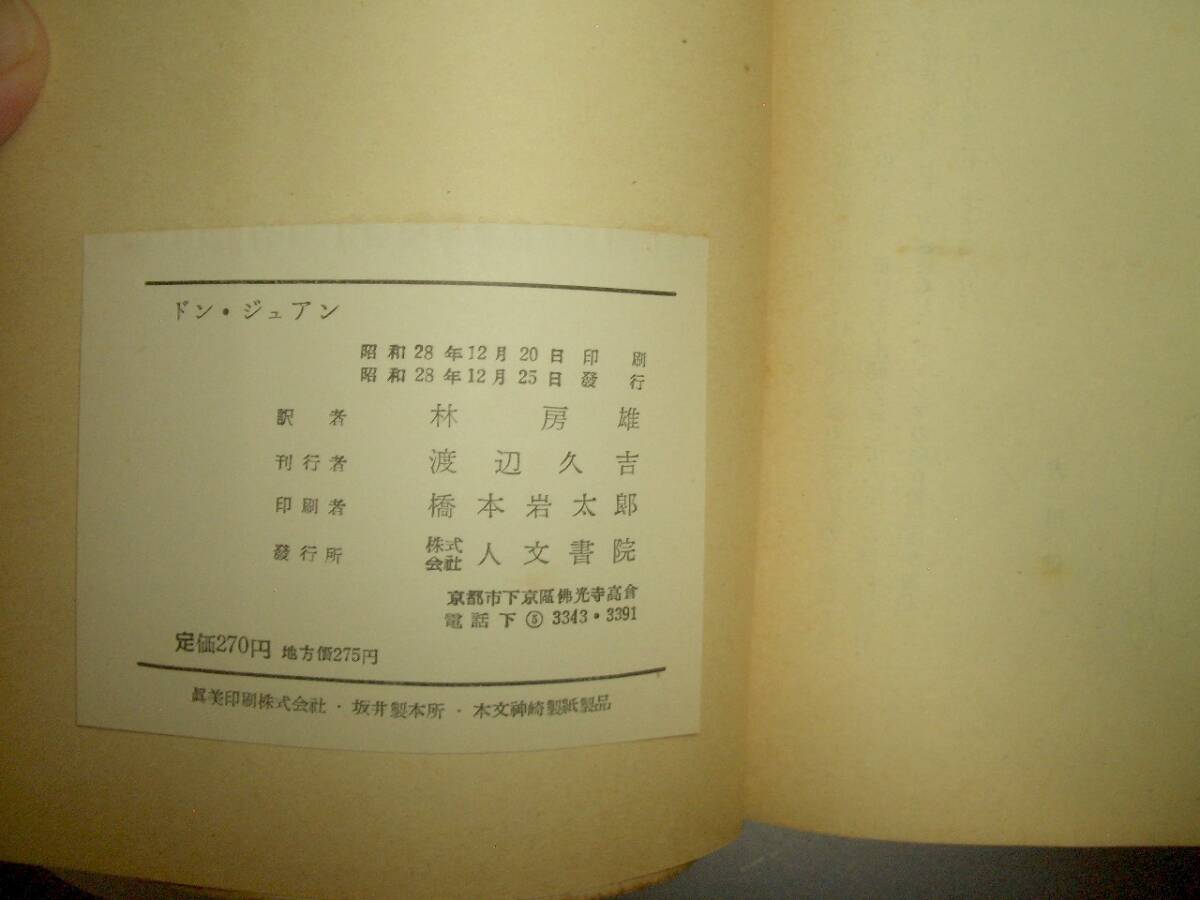 ドン・ジュアン
昭和28年12月20日 印刷
昭和28年12月25日 發行
訳者 林房雄
刊行者 渡辺久吉
印刷者 橋本岩太郎
發行所 株式会社 人文書院
京都市下京區佛光寺高倉
電話下⑤3343・3391
定価270円 地方價275円
眞美印刷株式会社・坂井製本所・本文神崎製紙製品